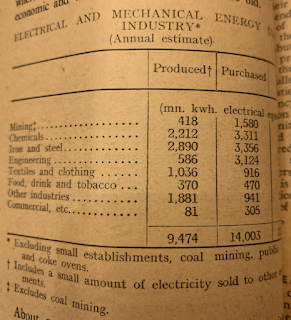 economic and
ELECTRICAL AND MECHANICAL ENERGY
INDUSTRY*
(Annual estimate)
Produced† Purchased
(mn. kwh. electrical
Mining‡ 418 1,580
Chemicals 2,212 3,311
Iron and steel 2,890 3,356
Engineering 586 3,124
Textiles and clothing 1,036 916
Food, drink and tobacco 370 470
Other industries 1,881 941
Commercial, etc. 81 305
9,474 14,003
* Excluding small establishments, coal mining, public
and coke ovens.
† Includes a small amount of electricity sold to other
ments.
‡ Excludes coal mining.
About